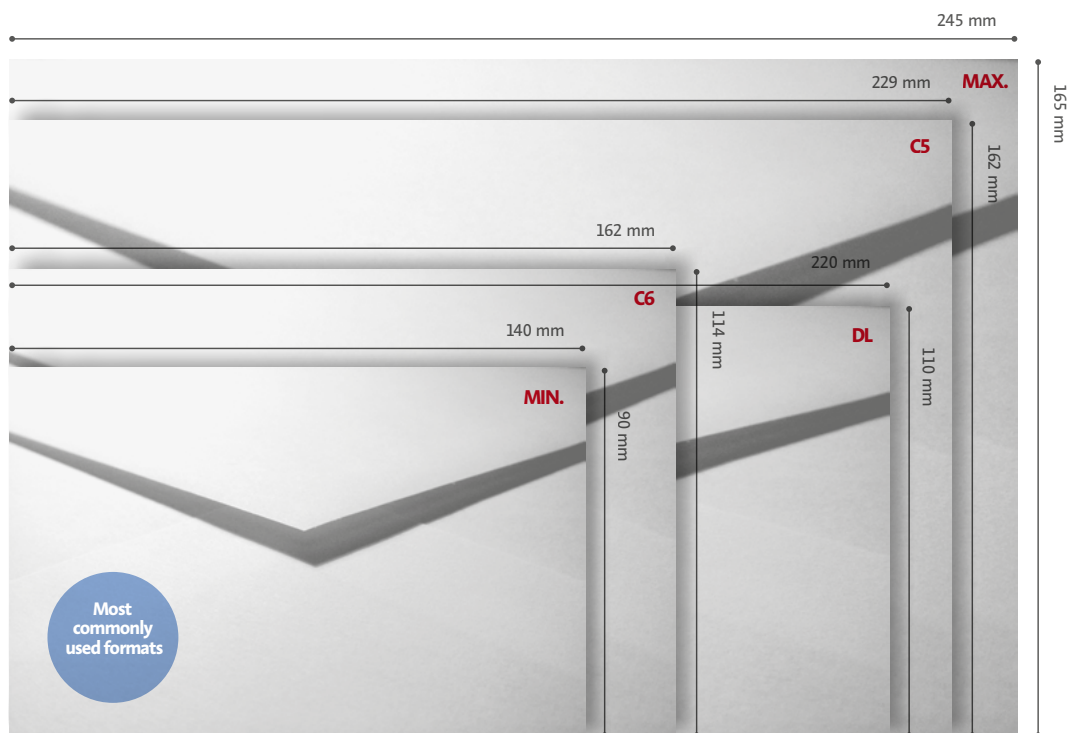 245 mm
229 mm
MAX.
165 mm
C5
162 mm
162 mm
220 mm
C6
114 mm
140 mm
DL
110 mm
MIN.
90 mm
Most
commonly
used formats